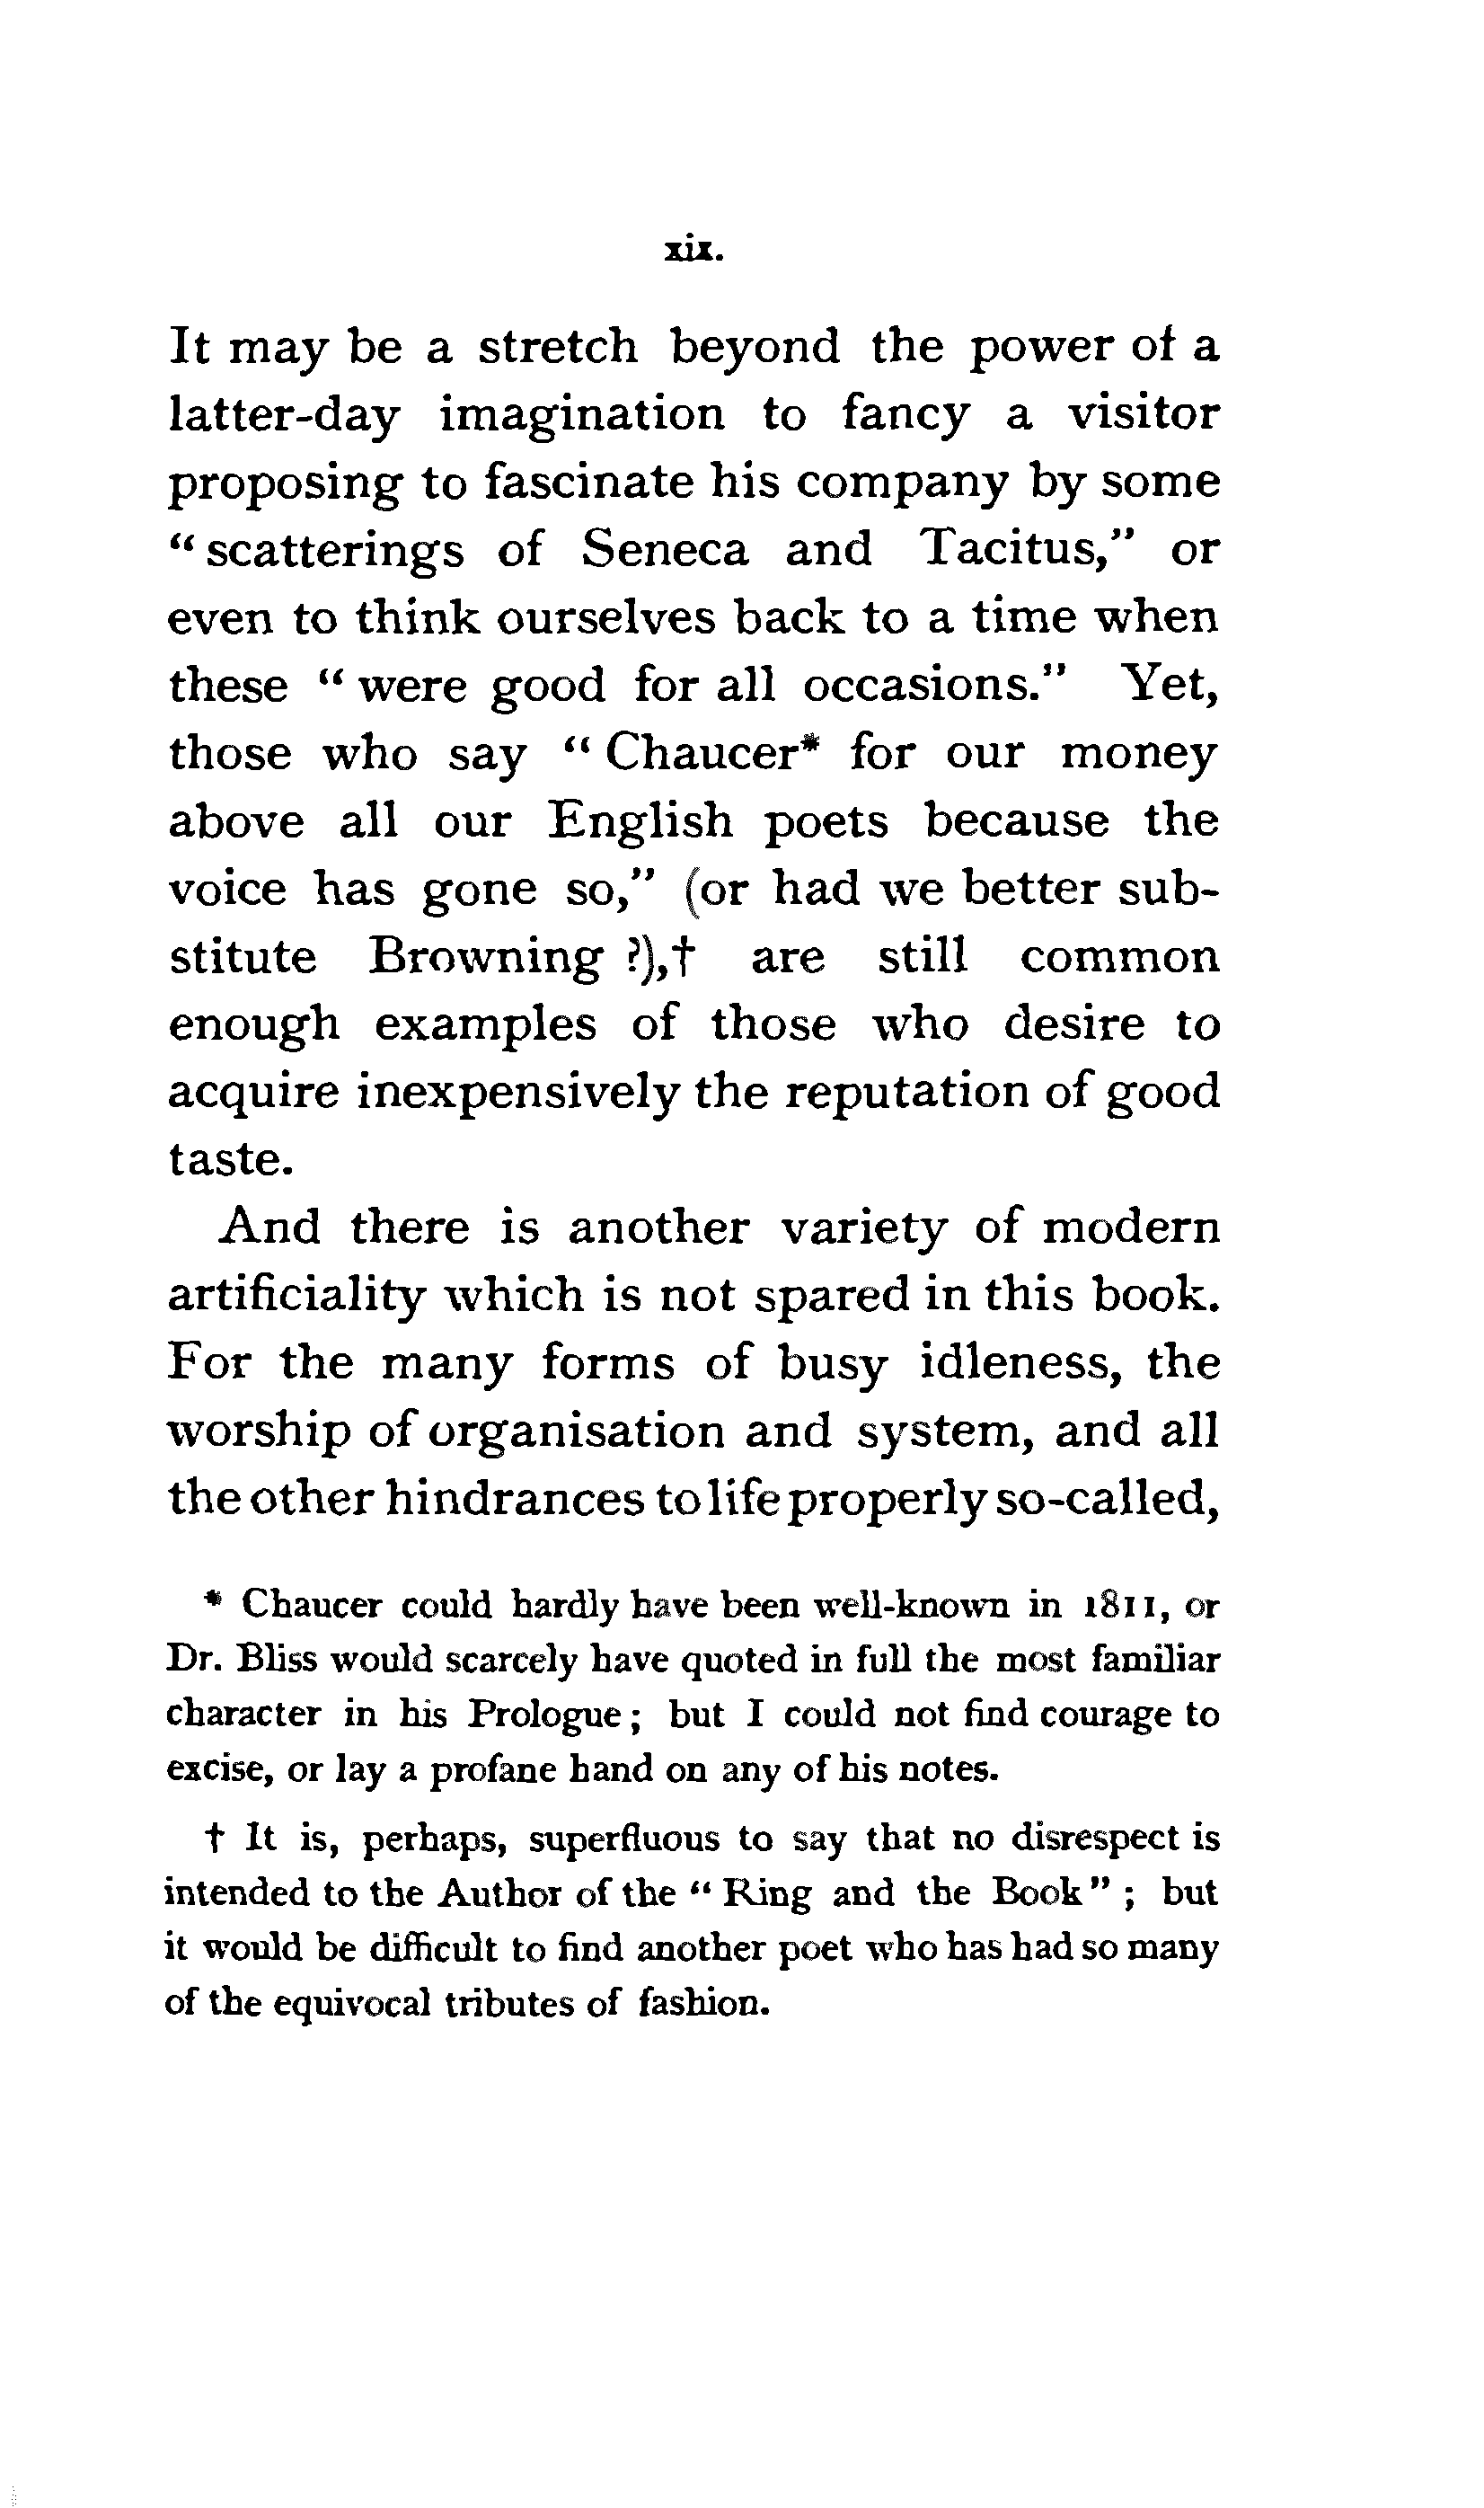 xix.
It may be a stretch beyond the power of a
latter-day imagination to fancy a visitor
proposing to fascinate his company by some
“ scatterings of Seneca and Tacitus,” or
even to think ourselves back to a time when
these “ were good for all occasions.” Yet,
those who say “ Chaucer* for our money
above all our English poets because the
voice has gone so,” (or had we better sub-
stitute Browning ?),† are still common
enough examples of those who desire to
acquire inexpensively the reputation of good
taste.
And there is another variety of modern
artificiality which is not spared in this book.
For the many forms of busy idleness, the
worship of organisation and system, and all
the other hindrances to life properly so-called,
* Chaucer could hardly have been well-known in 1811, or
Dr. Bliss would scarcely have quoted in full the most familiar
character in his Prologue ; but I could not find courage to
excise, or lay a profane hand on any of his notes.
† It is, perhaps, superfluous to say that no disrespect is
intended to the Author of the “ Ring and the Book” ; but
it would be difficult to find another poet who has had so many
of the equivocal tributes of fashion.